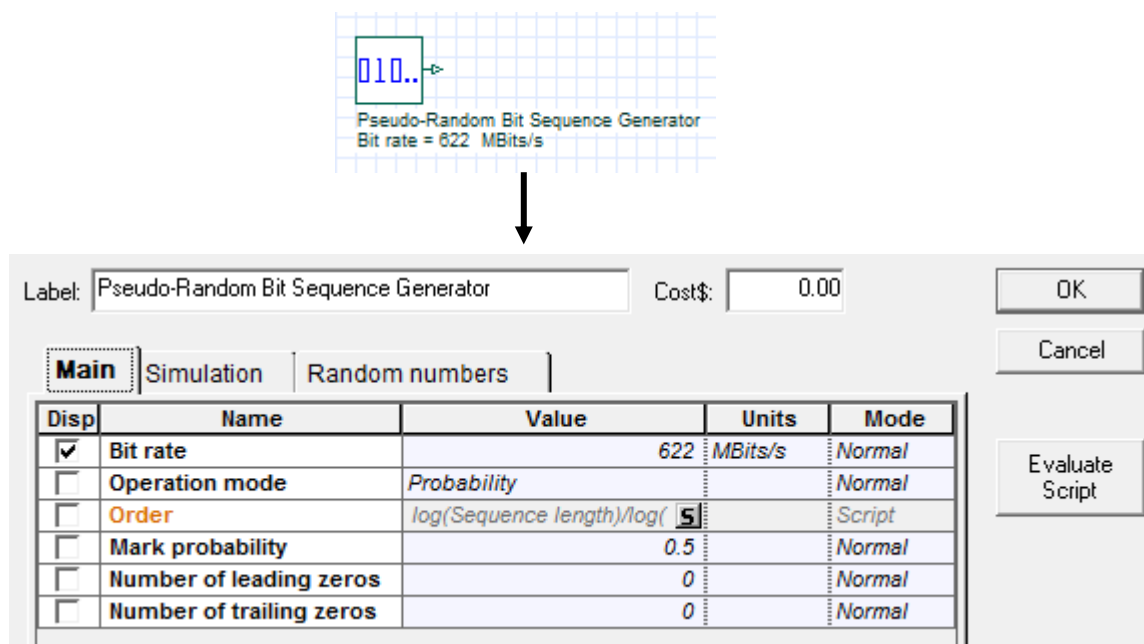 010..
Pseudo-Random Bit Sequence Generator
Bit rate = 622 MBits/s
Label: Pseudo-Random Bit Sequence Generator Cost$: 0.00 OK
Cancel
Main Simulation Random numbers
Disp Name Value Units Mode
Bit rate 622 MBits/s Normal
Evaluate Script
Operation mode Probability Normal
Order log(Sequence length)/log( S Script
Mark probability 0.5 Normal
Number of leading zeros 0 Normal
Number of trailing zeros 0 Normal